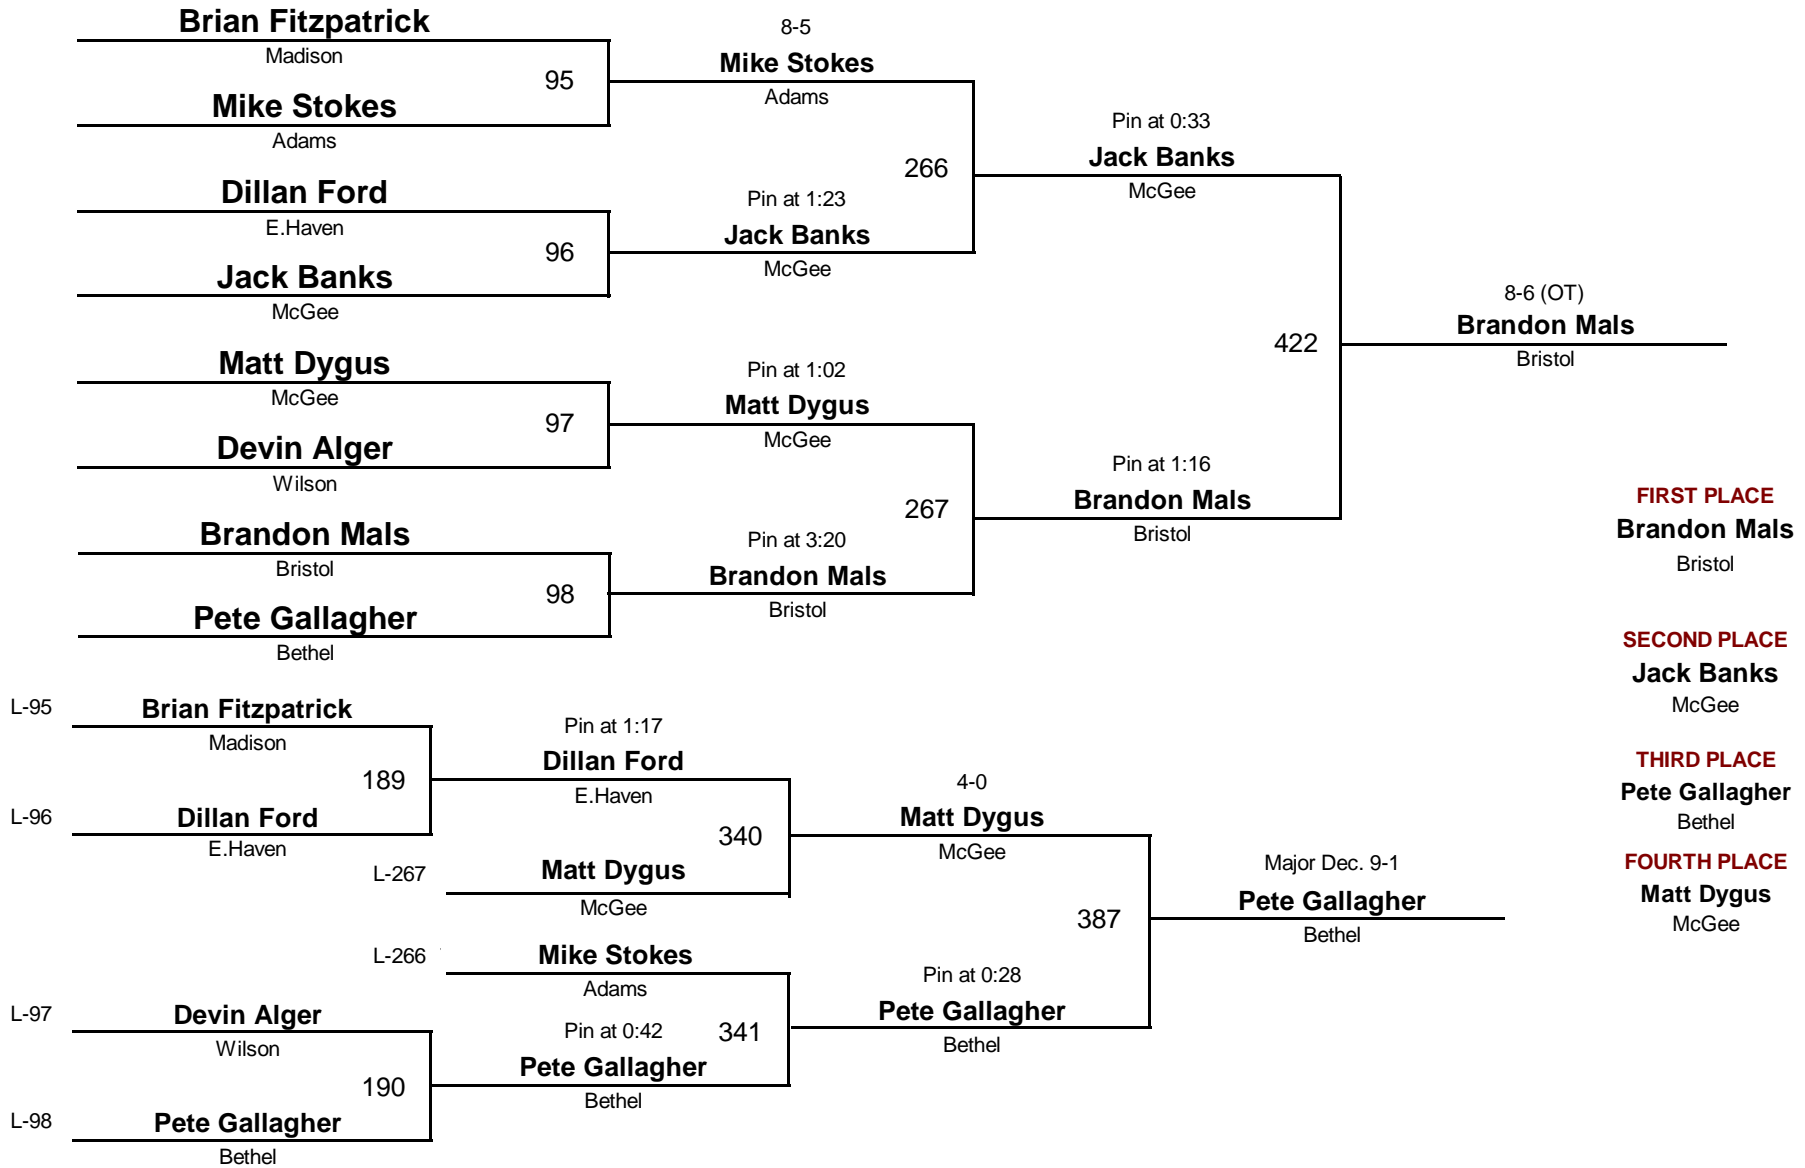 Brian Fitzpatrick
Madison
95
Mike Stokes
Adams
8-5
Mike Stokes
Adams
Dillan Ford
E.Haven
96
Jack Banks
McGee
Pin at 1:23
Jack Banks
McGee
266
Pin at 0:33
Jack Banks
McGee
Matt Dygus
McGee
97
Devin Alger
Wilson
Pin at 1:02
Matt Dygus
McGee
Brandon Mals
Bristol
98
Pete Gallagher
Bethel
Pin at 3:20
Brandon Mals
Bristol
267
Pin at 1:16
Brandon Mals
Bristol
422
8-6 (OT)
Brandon Mals
Bristol
FIRST PLACE
Brandon Mals
Bristol
SECOND PLACE
Jack Banks
McGee
THIRD PLACE
Pete Gallagher
Bethel
FOURTH PLACE
Matt Dygus
McGee
L-95
Brian Fitzpatrick
Madison
189
L-96
Dillan Ford
E.Haven
Pin at 1:17
Dillan Ford
E.Haven
340
L-267
Matt Dygus
McGee
4-0
Matt Dygus
McGee
L-266
Mike Stokes
Adams
341
L-97
Devin Alger
Wilson
190
L-98
Pete Gallagher
Bethel
Pin at 0:42
Pete Gallagher
Bethel
Pin at 0:28
Pete Gallagher
Bethel
387
Major Dec. 9-1
Pete Gallagher
Bethel